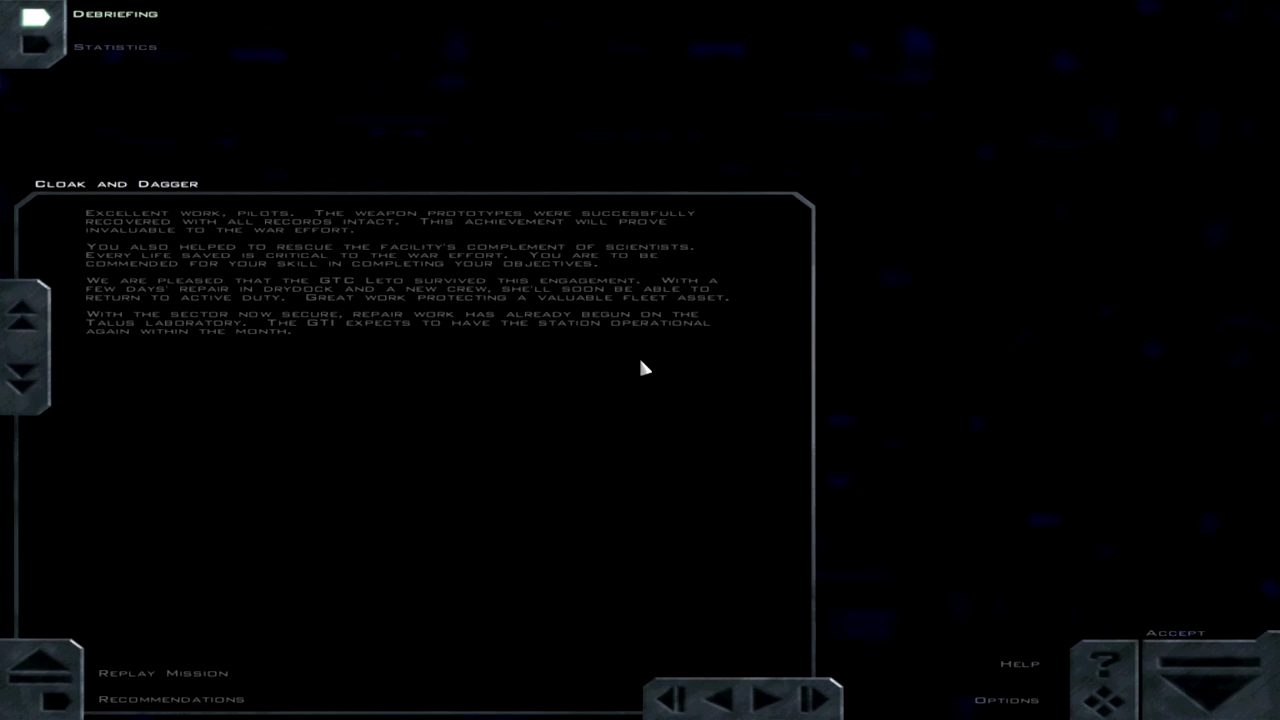 Debriefing
Statistics
Cloak and Dagger
Excellent work, pilots. The weapon prototypes were successfully
recovered with all records intact. This achievement will prove
invaluable to the war effort.
You also helped to rescue the facility's complement of scientists.
Every life saved is critical to the war effort. You are to be
commended for your skill in completing your objectives.
We are pleased that the GTC Leto survived this engagement. With a
few days' repair in drydock and a new crew, she'll soon be able to
return to active duty. Great work protecting a valuable fleet asset.
With the sector now secure, repair work has already begun on the
Talus laboratory. The GTI expects to have the station operational
again within the month.
Accept
Replay Mission
Help
Recommendations
Options